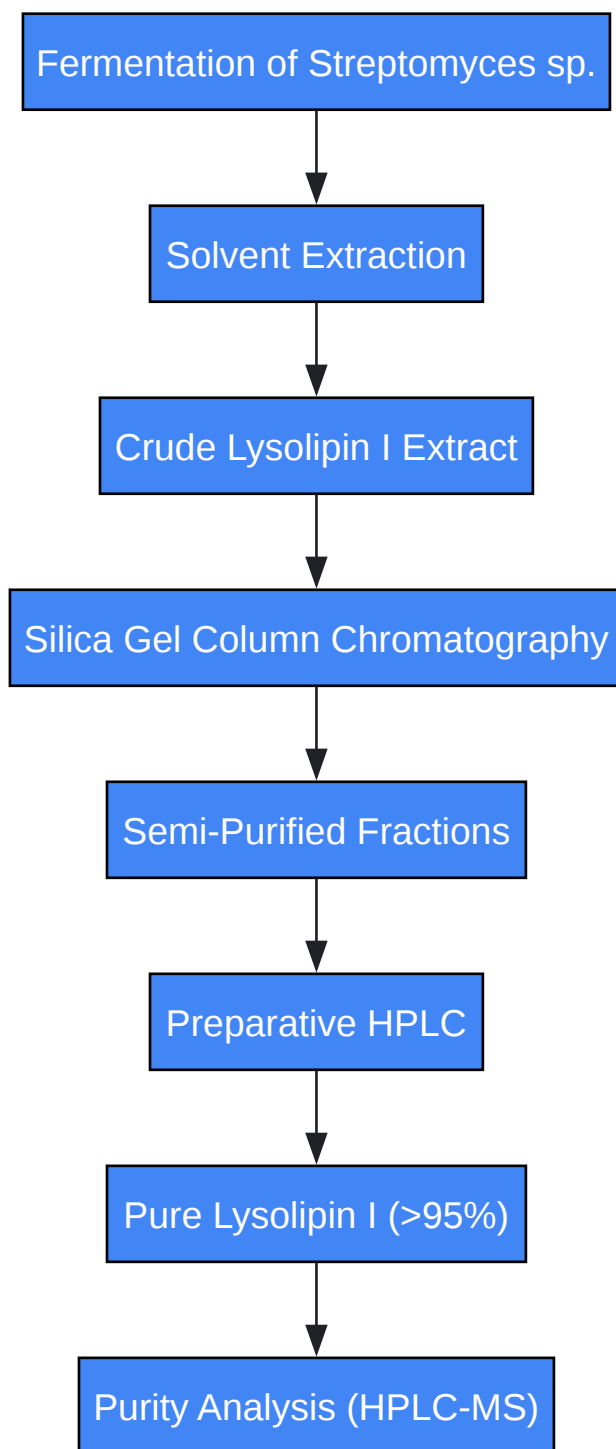 Fermentation of Streptomyces sp.
Solvent Extraction
Crude Lysolipin I Extract
Silica Gel Column Chromatography
Semi-Purified Fractions
Preparative HPLC
Pure Lysolipin I (>95%)
Purity Analysis (HPLC-MS)